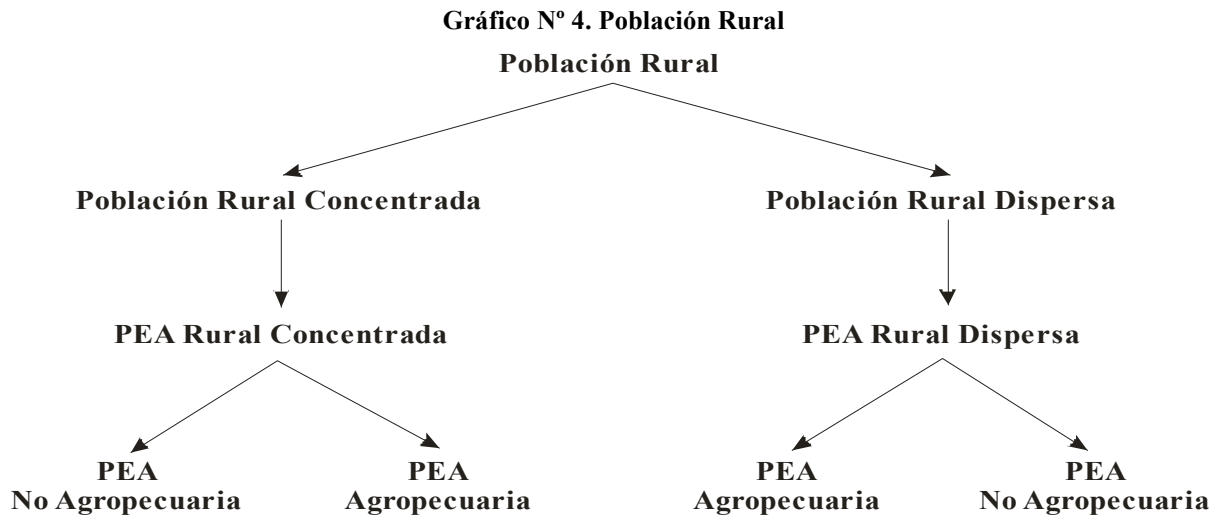 Gráfico Nº 4. Población Rural
Población Rural
Población Rural Concentrada
Población Rural Dispersa
PEA Rural Concentrada
PEA Rural Dispersa
PEA
No Agropecuaria
PEA
Agropecuaria
PEA
Agropecuaria
PEA
No Agropecuaria